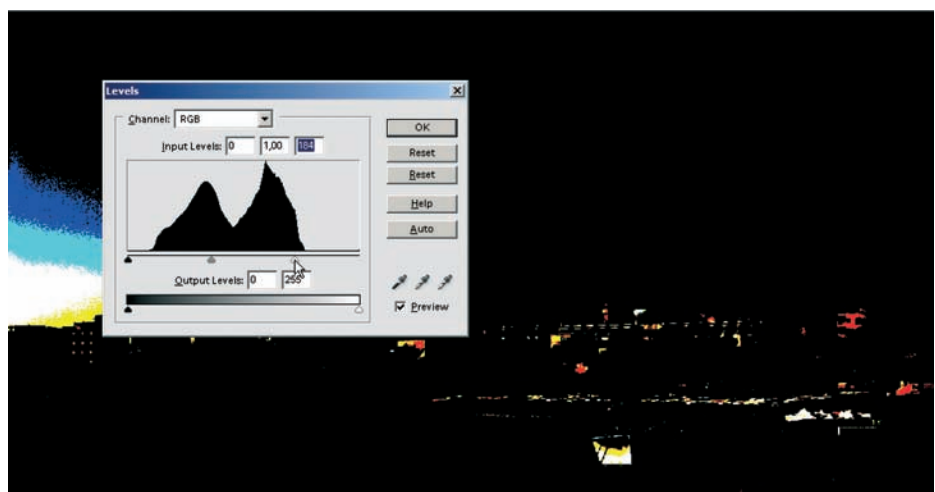 Levels
Channel: RGB
Input Levels: 0 1,00 184
OK
Reset
Reset
Help
Auto
Output Levels: 0 255
Preview